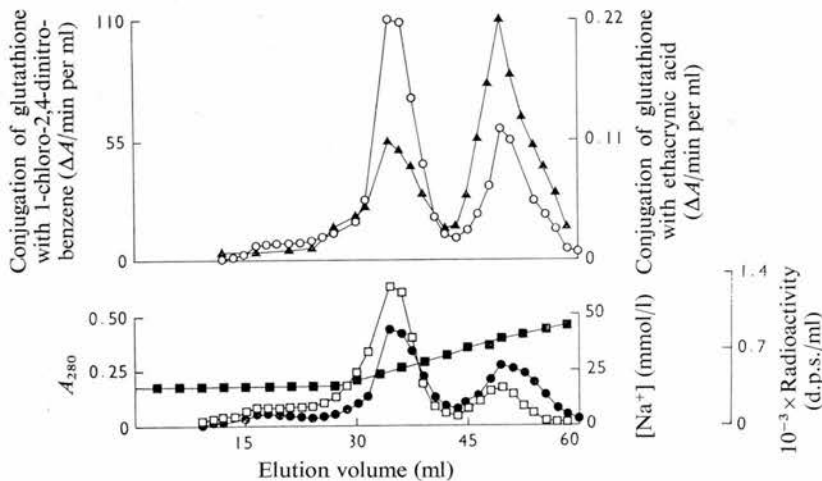 110
55
0
Conjugation of glutathione
with 1-chloro-2,4-dinitro-
benzene (ΔA/min per ml)
0.22
0.11
0
Conjugation of glutathione
with ethacrynic acid
(ΔA/min per ml)
0.50
0.25
0
A280
50
25
0
[Na+] (mmol/l)
1.4
0.7
0
10−3 × Radioactivity
(d.p.s./ml)
15
30
45
60
Elution volume (ml)